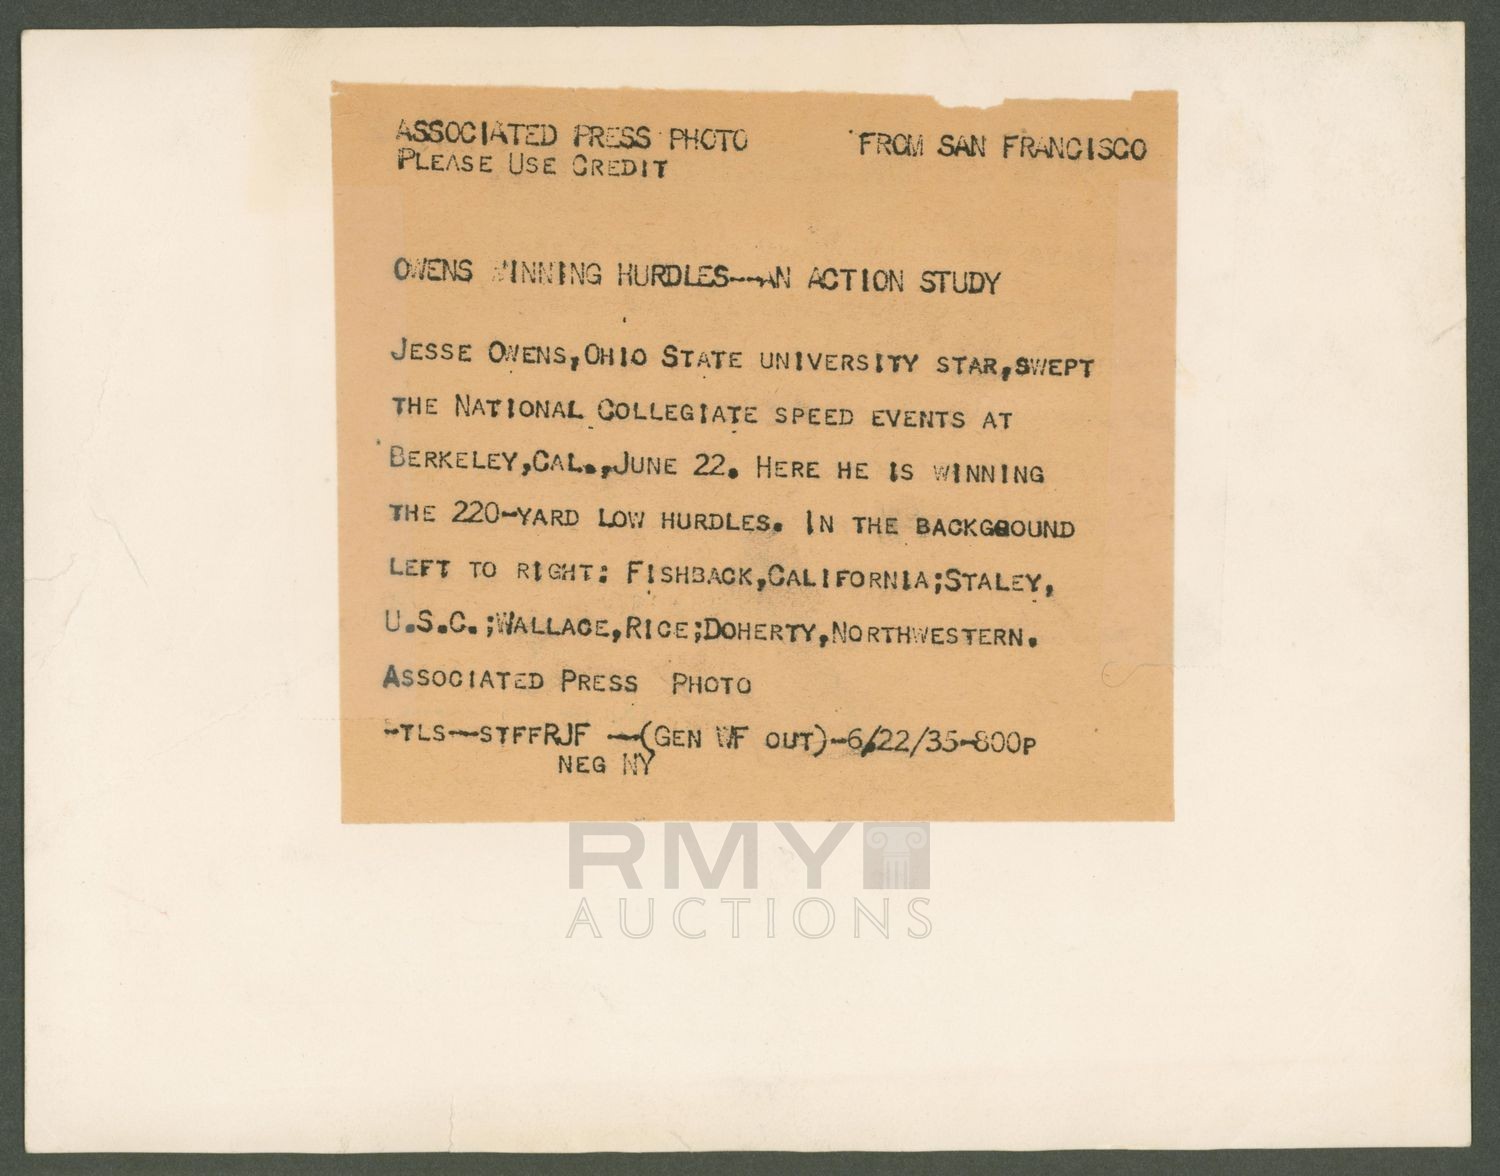 ASSOCIATED PRESS PHOTO FROM SAN FRANCISCO
PLEASE USE CREDIT
OWENS WINNING HURDLES--AN ACTION STUDY
JESSE OWENS,OHIO STATE UNIVERSITY STAR,SWEPT
THE NATIONAL COLLEGIATE SPEED EVENTS AT
BERKELEY,CAL.,JUNE 22. HERE HE IS WINNING
THE 220-YARD LOW HURDLES. IN THE BACKGROUND
LEFT TO RIGHT: FISHBACK,CALIFORNIA;STALEY,
U.S.C.;WALLACE,RICE;DOHERTY,NORTHWESTERN.
ASSOCIATED PRESS PHOTO
-TLS--STFFRJF --(GEN WF OUT)-6/22/35-800P
NEG NY
RMY
AUCTIONS